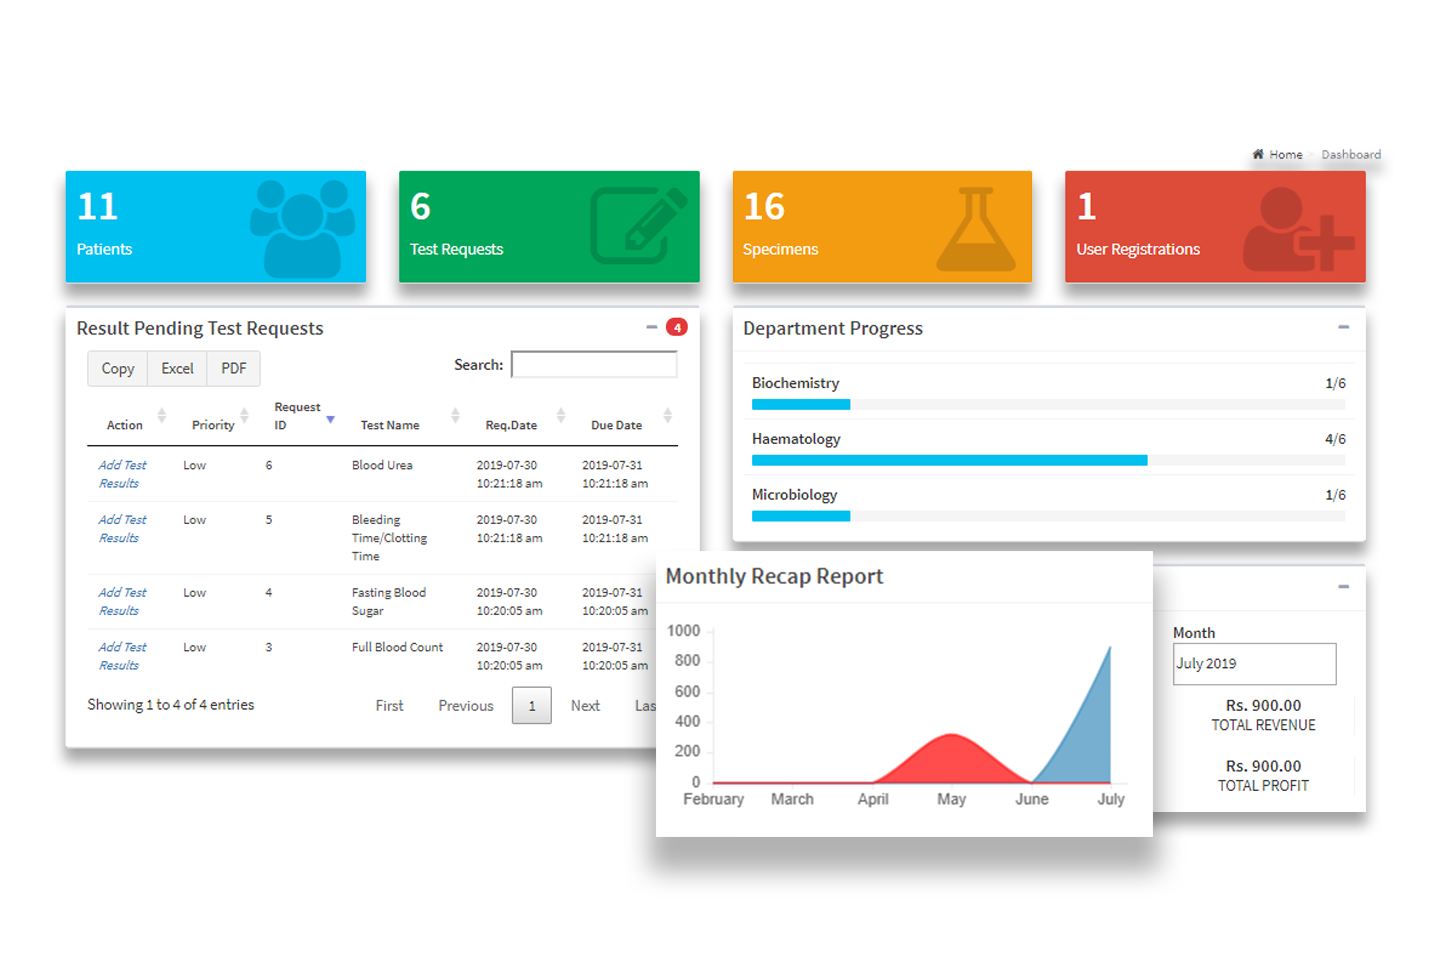 Home Dashboard
11
Patients
6
Test Requests
16
Specimens
1
User Registrations
Result Pending Test Requests
4
Copy Excel PDF
Search:
Action Priority Request ID Test Name Req.Date Due Date
Add Test Results Low 6 Blood Urea 2019-07-30 10:21:18 am 2019-07-31 10:21:18 am
Add Test Results Low 5 Bleeding Time/Clotting Time 2019-07-30 10:21:18 am 2019-07-31 10:21:18 am
Add Test Results Low 4 Fasting Blood Sugar 2019-07-30 10:20:05 am 2019-07-31 10:20:05 am
Add Test Results Low 3 Full Blood Count 2019-07-30 10:20:05 am 2019-07-31 10:20:05 am
Showing 1 to 4 of 4 entries
First Previous 1 Next Las
Department Progress
Biochemistry 1/6
Haematology 4/6
Microbiology 1/6
Monthly Recap Report
1000
800
600
400
200
0
February March April May June July
Month
July 2019
Rs. 900.00
TOTAL REVENUE
Rs. 900.00
TOTAL PROFIT